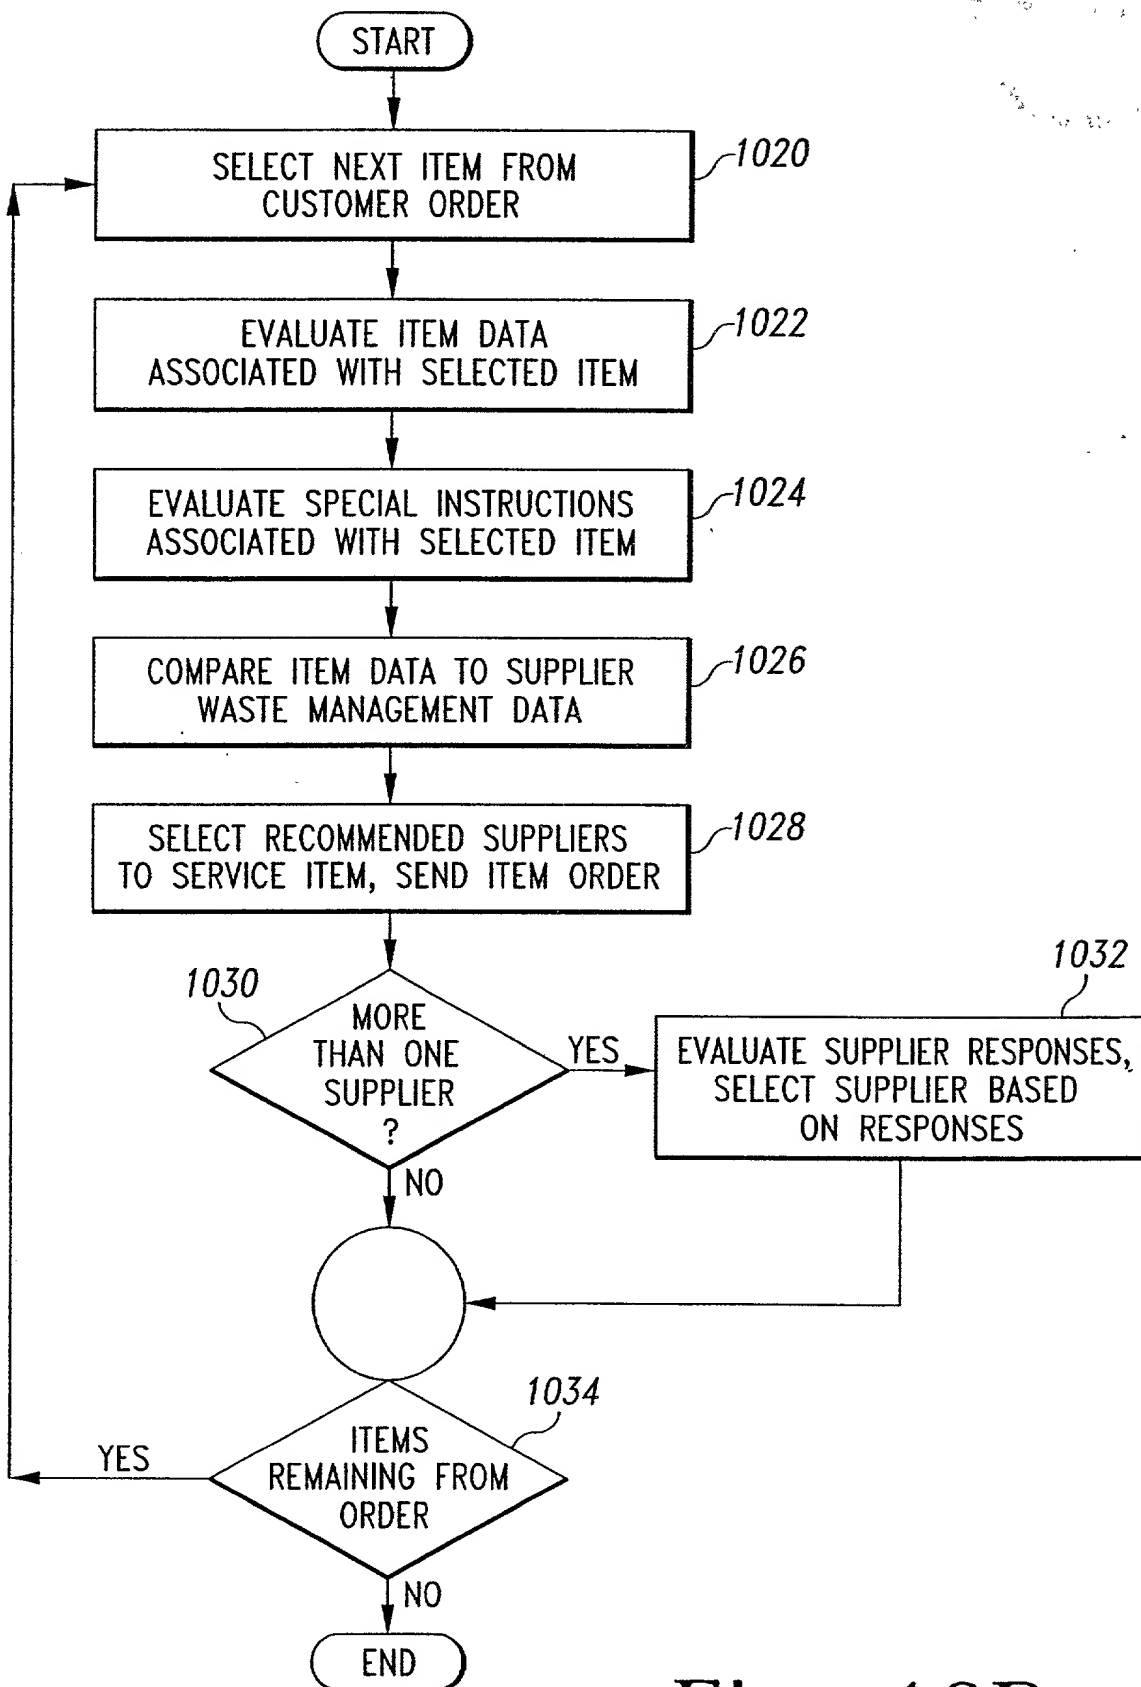 START
SELECT NEXT ITEM FROM
CUSTOMER ORDER
1020
EVALUATE ITEM DATA
ASSOCIATED WITH SELECTED ITEM
1022
EVALUATE SPECIAL INSTRUCTIONS
ASSOCIATED WITH SELECTED ITEM
1024
COMPARE ITEM DATA TO SUPPLIER
WASTE MANAGEMENT DATA
1026
SELECT RECOMMENDED SUPPLIERS
TO SERVICE ITEM, SEND ITEM ORDER
1028
1030
MORE
THAN ONE
SUPPLIER
?
YES
1032
EVALUATE SUPPLIER RESPONSES,
SELECT SUPPLIER BASED
ON RESPONSES
NO
1034
ITEMS
REMAINING FROM
ORDER
YES
NO
END